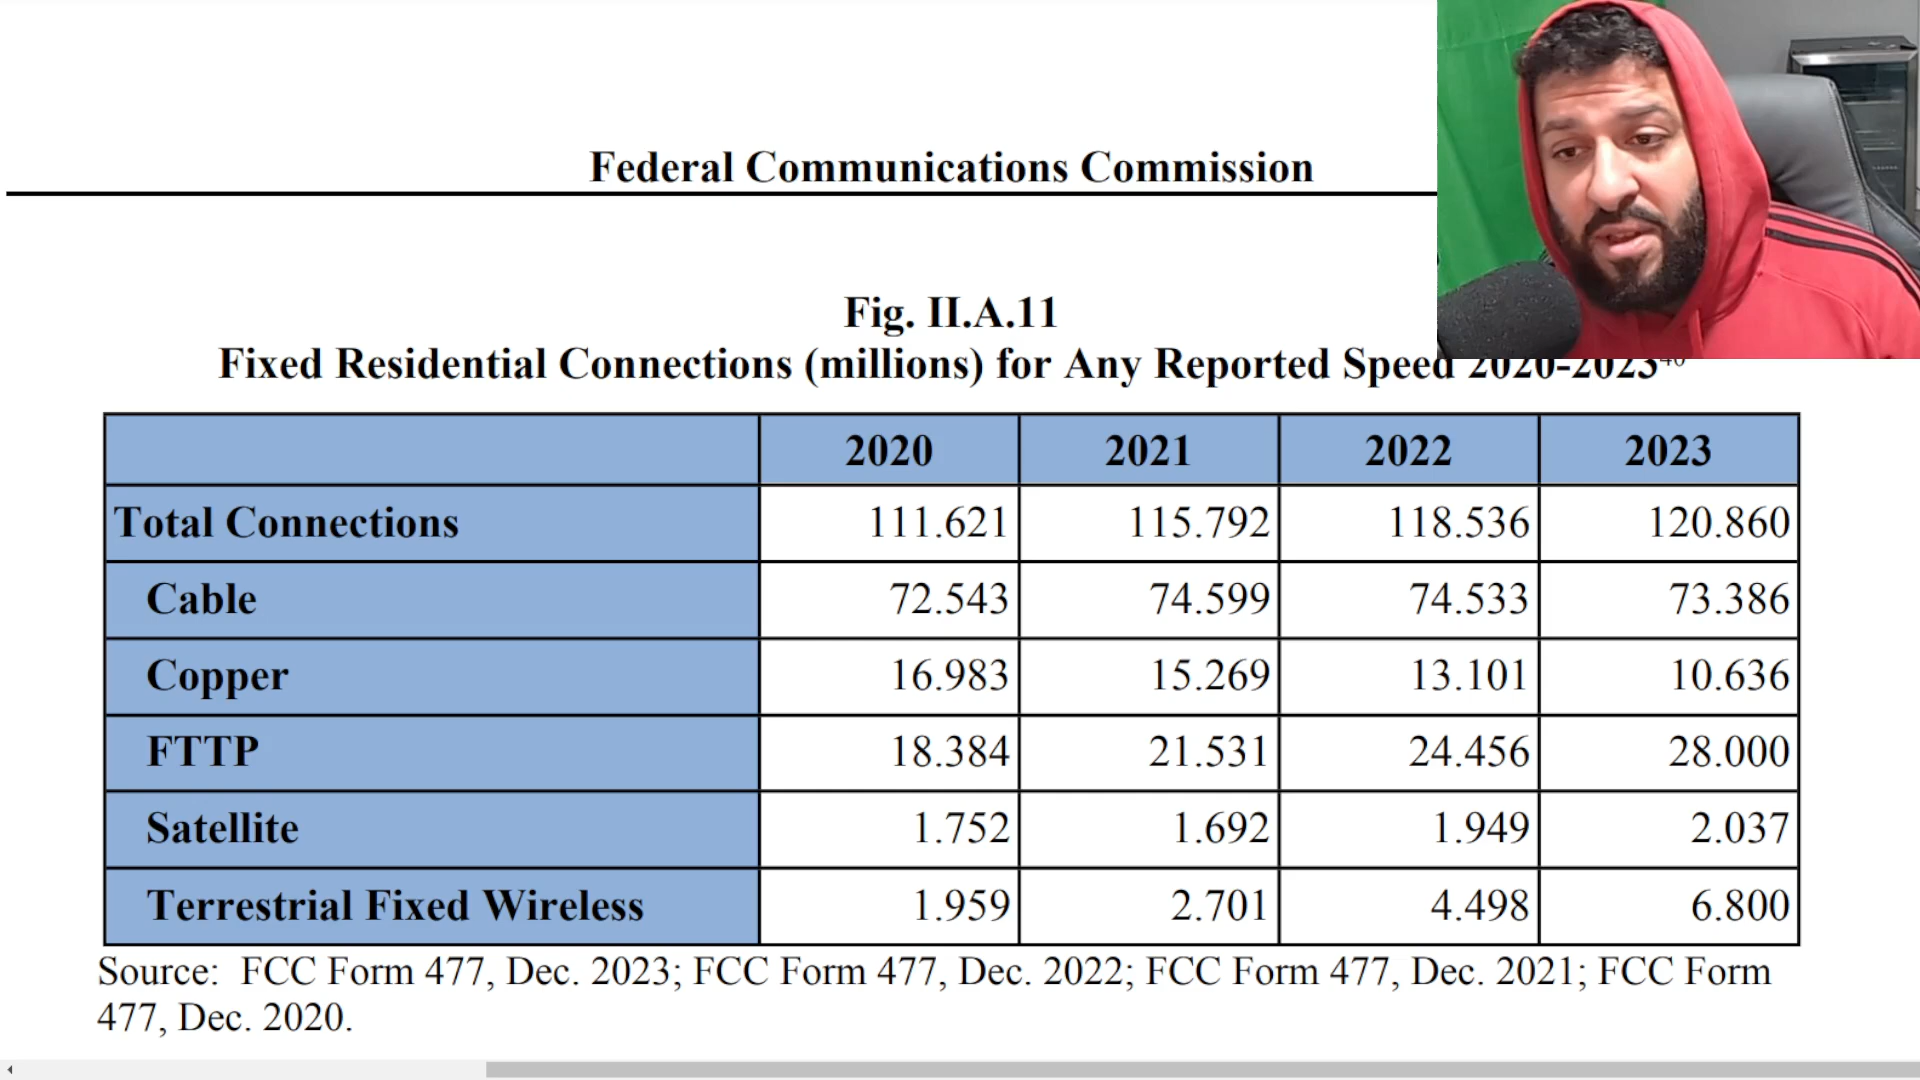 Federal Communications Commission
Fig. II.A.11
Fixed Residential Connections (millions) for Any Reported Speed 2020-2023
2020 2021 2022 2023
Total Connections 111.621 115.792 118.536 120.860
Cable 72.543 74.599 74.533 73.386
Copper 16.983 15.269 13.101 10.636
FTTP 18.384 21.531 24.456 28.000
Satellite 1.752 1.692 1.949 2.037
Terrestrial Fixed Wireless 1.959 2.701 4.498 6.800
Source: FCC Form 477, Dec. 2023; FCC Form 477, Dec. 2022; FCC Form 477, Dec. 2021; FCC Form
477, Dec. 2020.